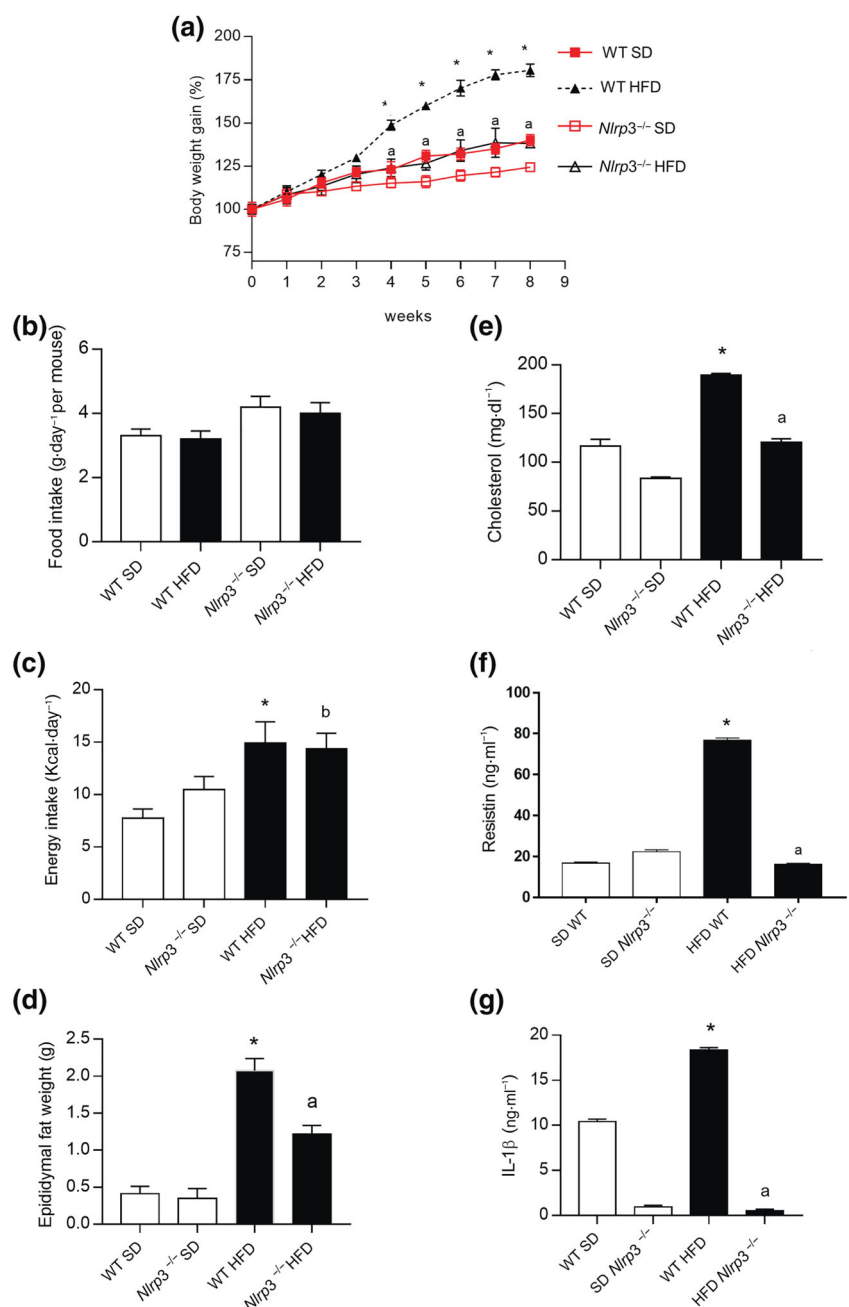 (a)
Body weight gain (%)
200
175
150
125
100
75
* * * * *
a a a a a
0 1 2 3 4 5 6 7 8 9
weeks
WT SD
WT HFD
Nlrp3⁻/⁻ SD
Nlrp3⁻/⁻ HFD
(b)
Food intake (g·day⁻¹ per mouse)
6
4
2
0
WT SD
WT HFD
Nlrp3⁻/⁻ SD
Nlrp3⁻/⁻ HFD
(c)
Energy intake (Kcal·day⁻¹)
20
15
10
5
0
*
b
WT SD
Nlrp3⁻/⁻ SD
WT HFD
Nlrp3⁻/⁻ HFD
(d)
Epididymal fat weight (g)
2.5
2.0
1.5
1.0
0.5
0.0
*
a
WT SD
Nlrp3⁻/⁻ SD
WT HFD
Nlrp3⁻/⁻ HFD
(e)
Cholesterol (mg·dl⁻¹)
200
150
100
50
0
*
a
WT SD
Nlrp3⁻/⁻ SD
WT HFD
Nlrp3⁻/⁻ HFD
(f)
Resistin (ng·ml⁻¹)
100
80
60
40
20
0
*
a
SD WT
SD Nlrp3⁻/⁻
HFD WT
HFD Nlrp3⁻/⁻
(g)
IL-1β (ng·ml⁻¹)
20
15
10
5
0
*
a
WT SD
SD Nlrp3⁻/⁻
WT HFD
HFD Nlrp3⁻/⁻